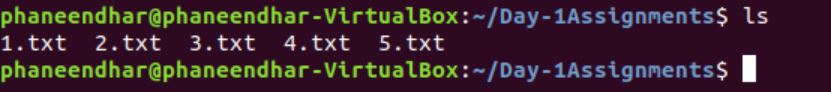 phaneendhar@phaneendhar-VirtualBox:~/Day-1Assignments$ ls
1.txt  2.txt  3.txt  4.txt  5.txt
phaneendhar@phaneendhar-VirtualBox:~/Day-1Assignments$